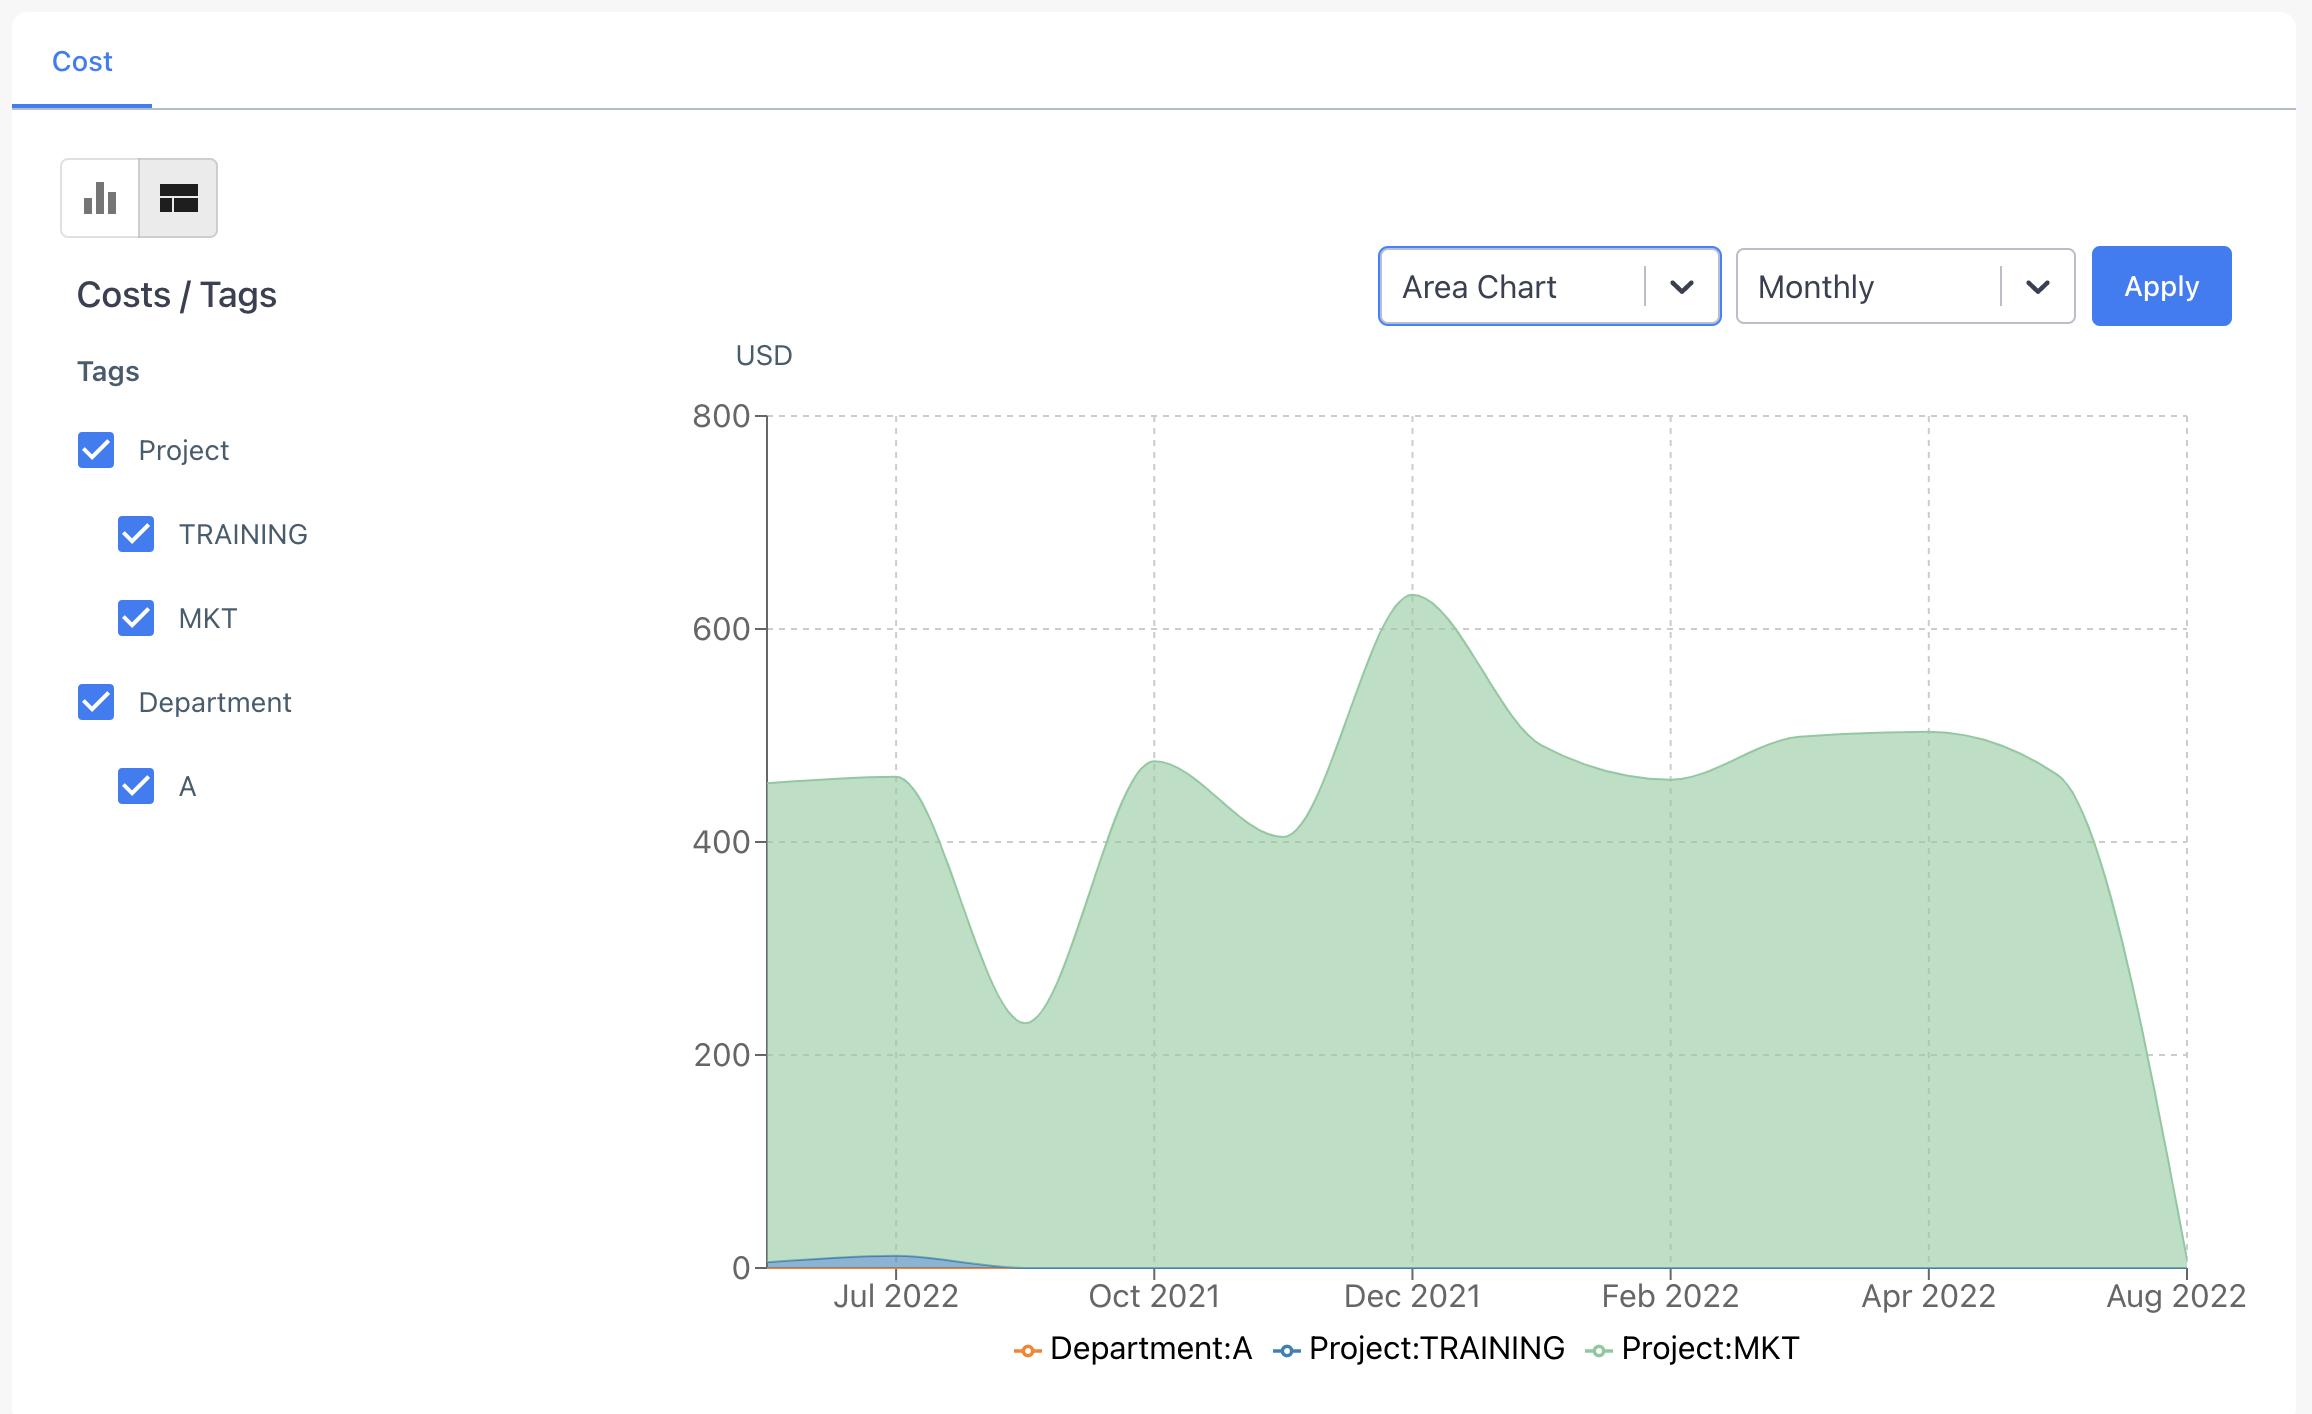 Cost
Costs / Tags
Area Chart
Monthly
Apply
Tags
Project
TRAINING
MKT
Department
A
USD
800
600
400
200
0
Jul 2022 Oct 2021 Dec 2021 Feb 2022 Apr 2022 Aug 2022
Department:A Project:TRAINING Project:MKT